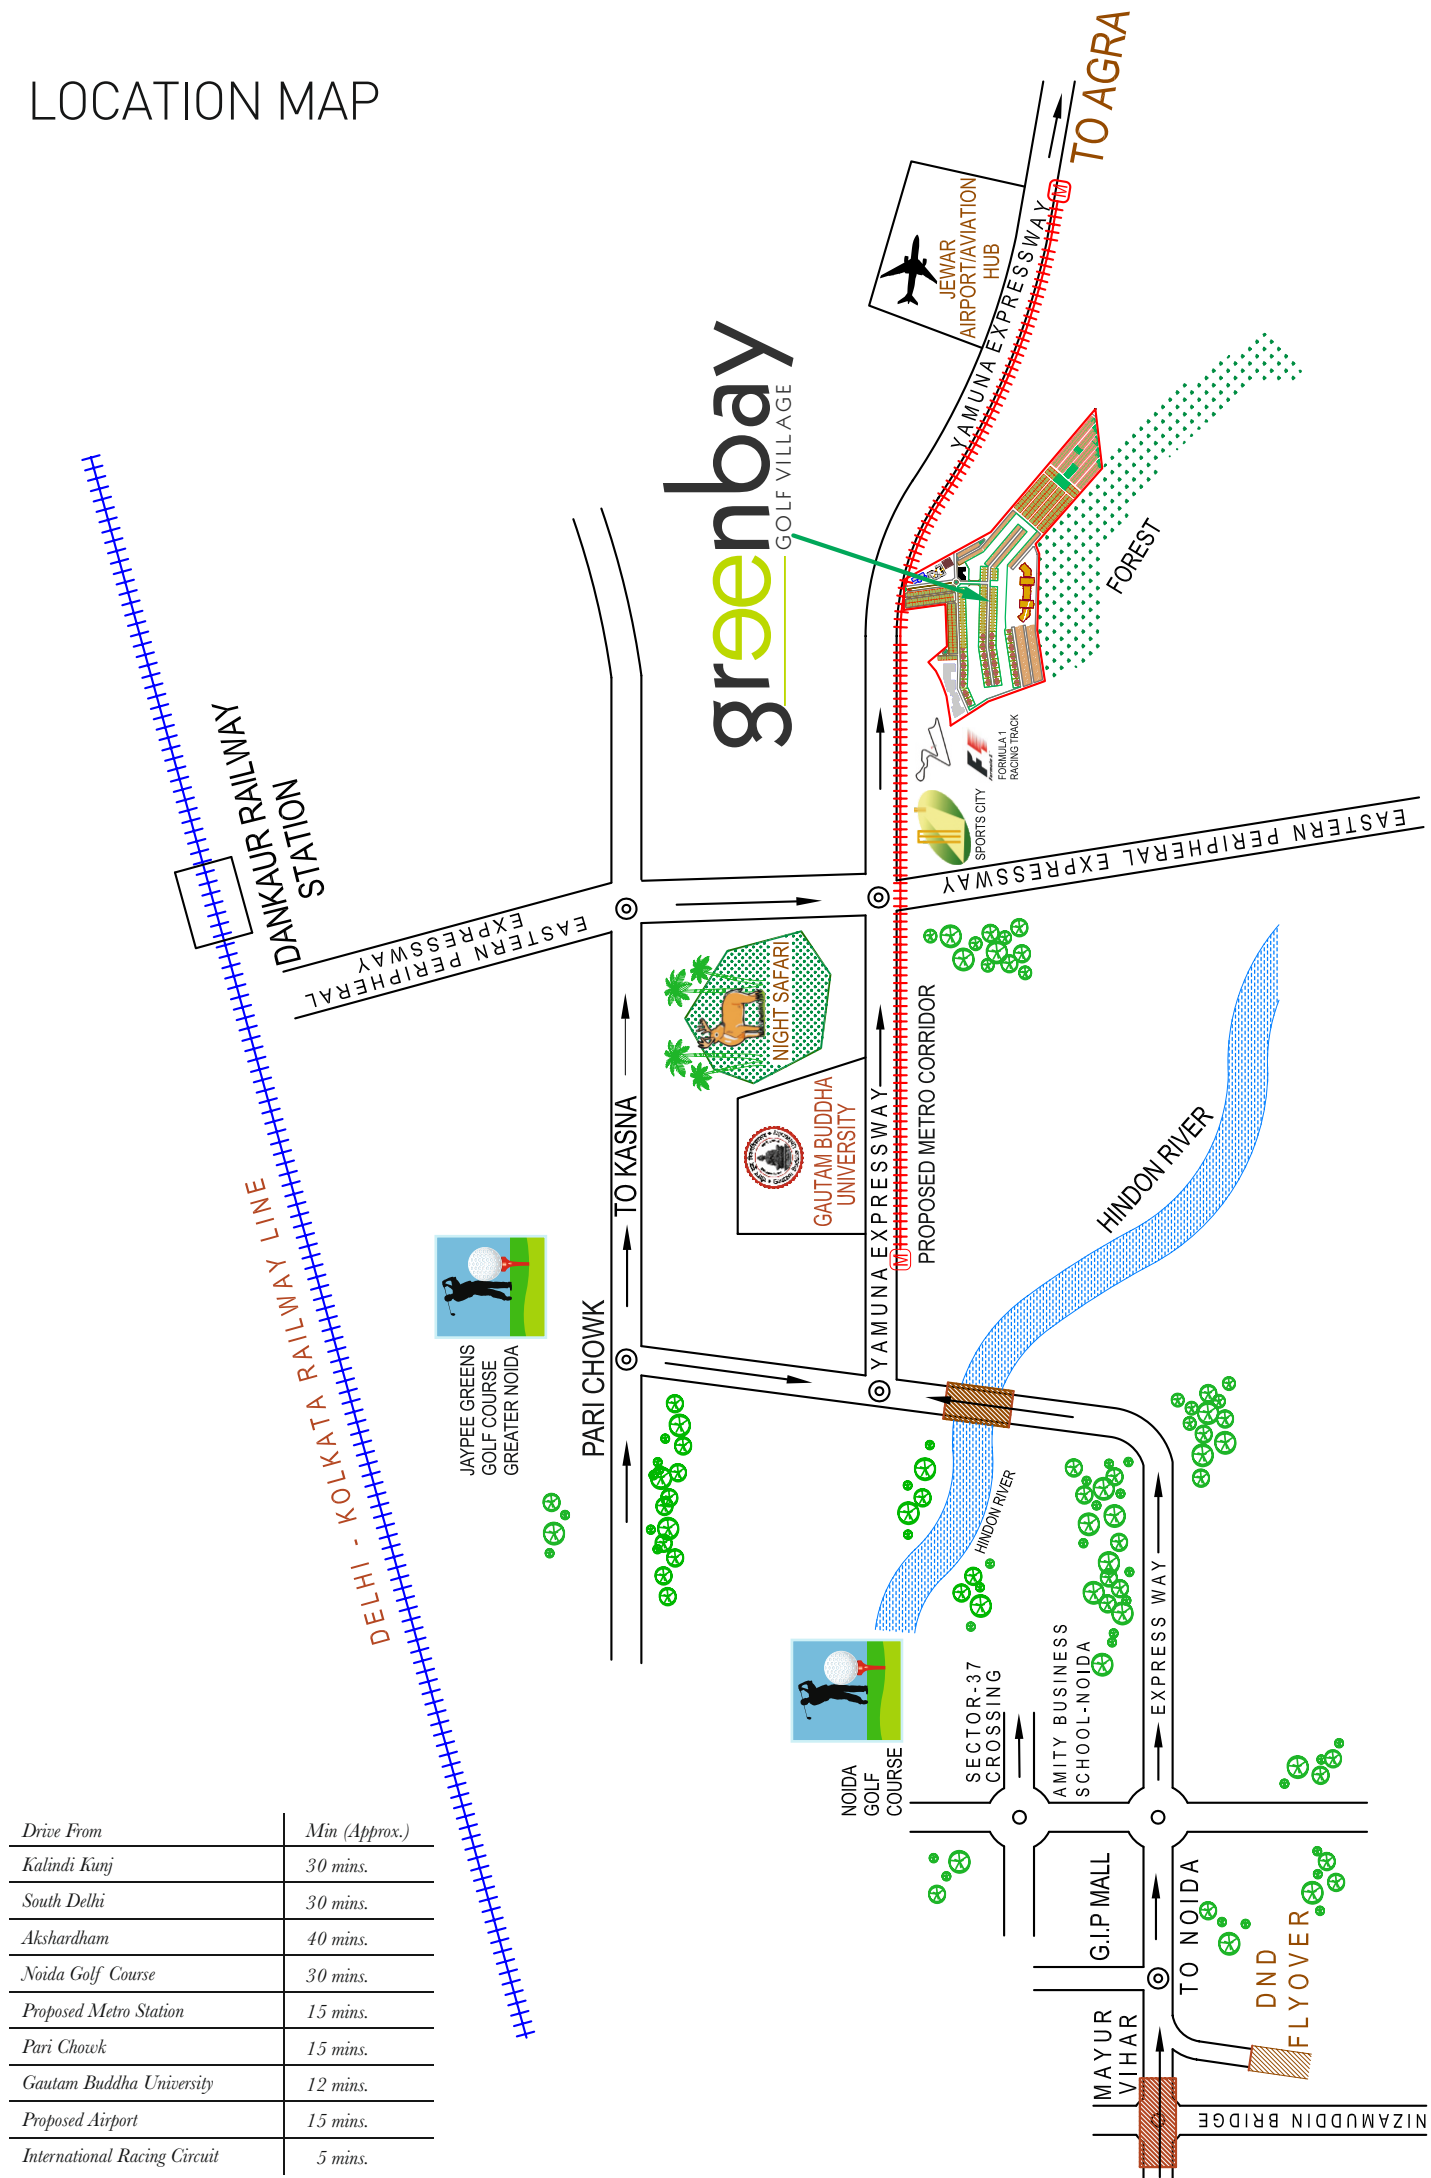 LOCATION MAP
TO AGRA
JEWAR
AIRPORT/AVIATION
HUB
YAMUNA EXPRESSWAY
M
greenbay
GOLF VILLAGE
FOREST
FORMULA 1
RACING TRACK
F1
Formula 1
SPORTS CITY
DANKAUR RAILWAY
STATION
EASTERN PERIPHERAL
EXPRESSWAY
EASTERN PERIPHERAL EXPRESSWAY
NIGHT SAFARI
GAUTAM BUDDHA
UNIVERSITY
TO KASNA
YAMUNA EXPRESSWAY
M
PROPOSED METRO CORRIDOR
HINDON RIVER
DELHI - KOLKATA RAILWAY LINE
JAYPEE GREENS
GOLF COURSE
GREATER NOIDA
PARI CHOWK
HINDON RIVER
NOIDA
GOLF
COURSE
SECTOR-37
CROSSING
AMITY BUSINESS
SCHOOL-NOIDA
EXPRESS WAY
G.I.P MALL
TO NOIDA
DND
FLYOVER
MAYUR
VIHAR
NIZAMUDDIN BRIDGE
Drive From Min (Approx.)
Kalindi Kunj 30 mins.
South Delhi 30 mins.
Akshardham 40 mins.
Noida Golf Course 30 mins.
Proposed Metro Station 15 mins.
Pari Chowk 15 mins.
Gautam Buddha University 12 mins.
Proposed Airport 15 mins.
International Racing Circuit 5 mins.